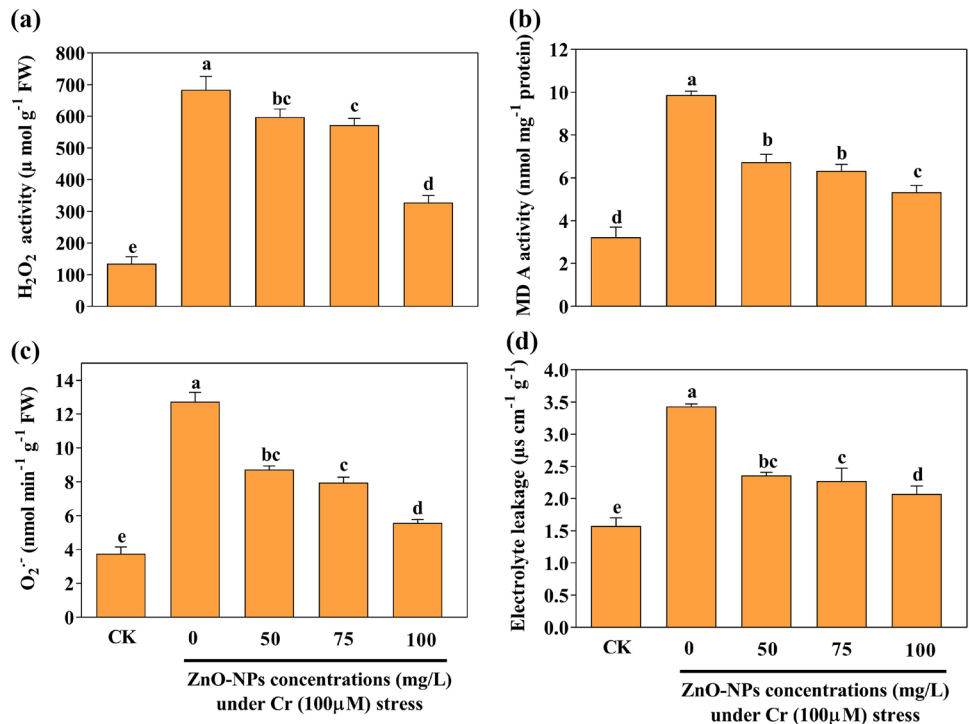 (a)
H₂O₂ activity (μ mol g⁻¹ FW)
800
700
600
500
400
300
200
100
0
e
a
bc
c
d
(b)
MD A activity (nmol mg⁻¹ protein)
12
10
8
6
4
2
0
d
a
b
b
c
(c)
O₂·⁻ (nmol min⁻¹ g⁻¹ FW)
14
12
10
8
6
4
2
0
e
a
bc
c
d
CK 0 50 75 100
ZnO-NPs concentrations (mg/L)
under Cr (100μM) stress
(d)
Electrolyte leakage (μs cm⁻¹ g⁻¹)
4.0
3.5
3.0
2.5
2.0
1.5
1.0
0.5
0.0
e
a
bc
c
d
CK 0 50 75 100
ZnO-NPs concentrations (mg/L)
under Cr (100μM) stress